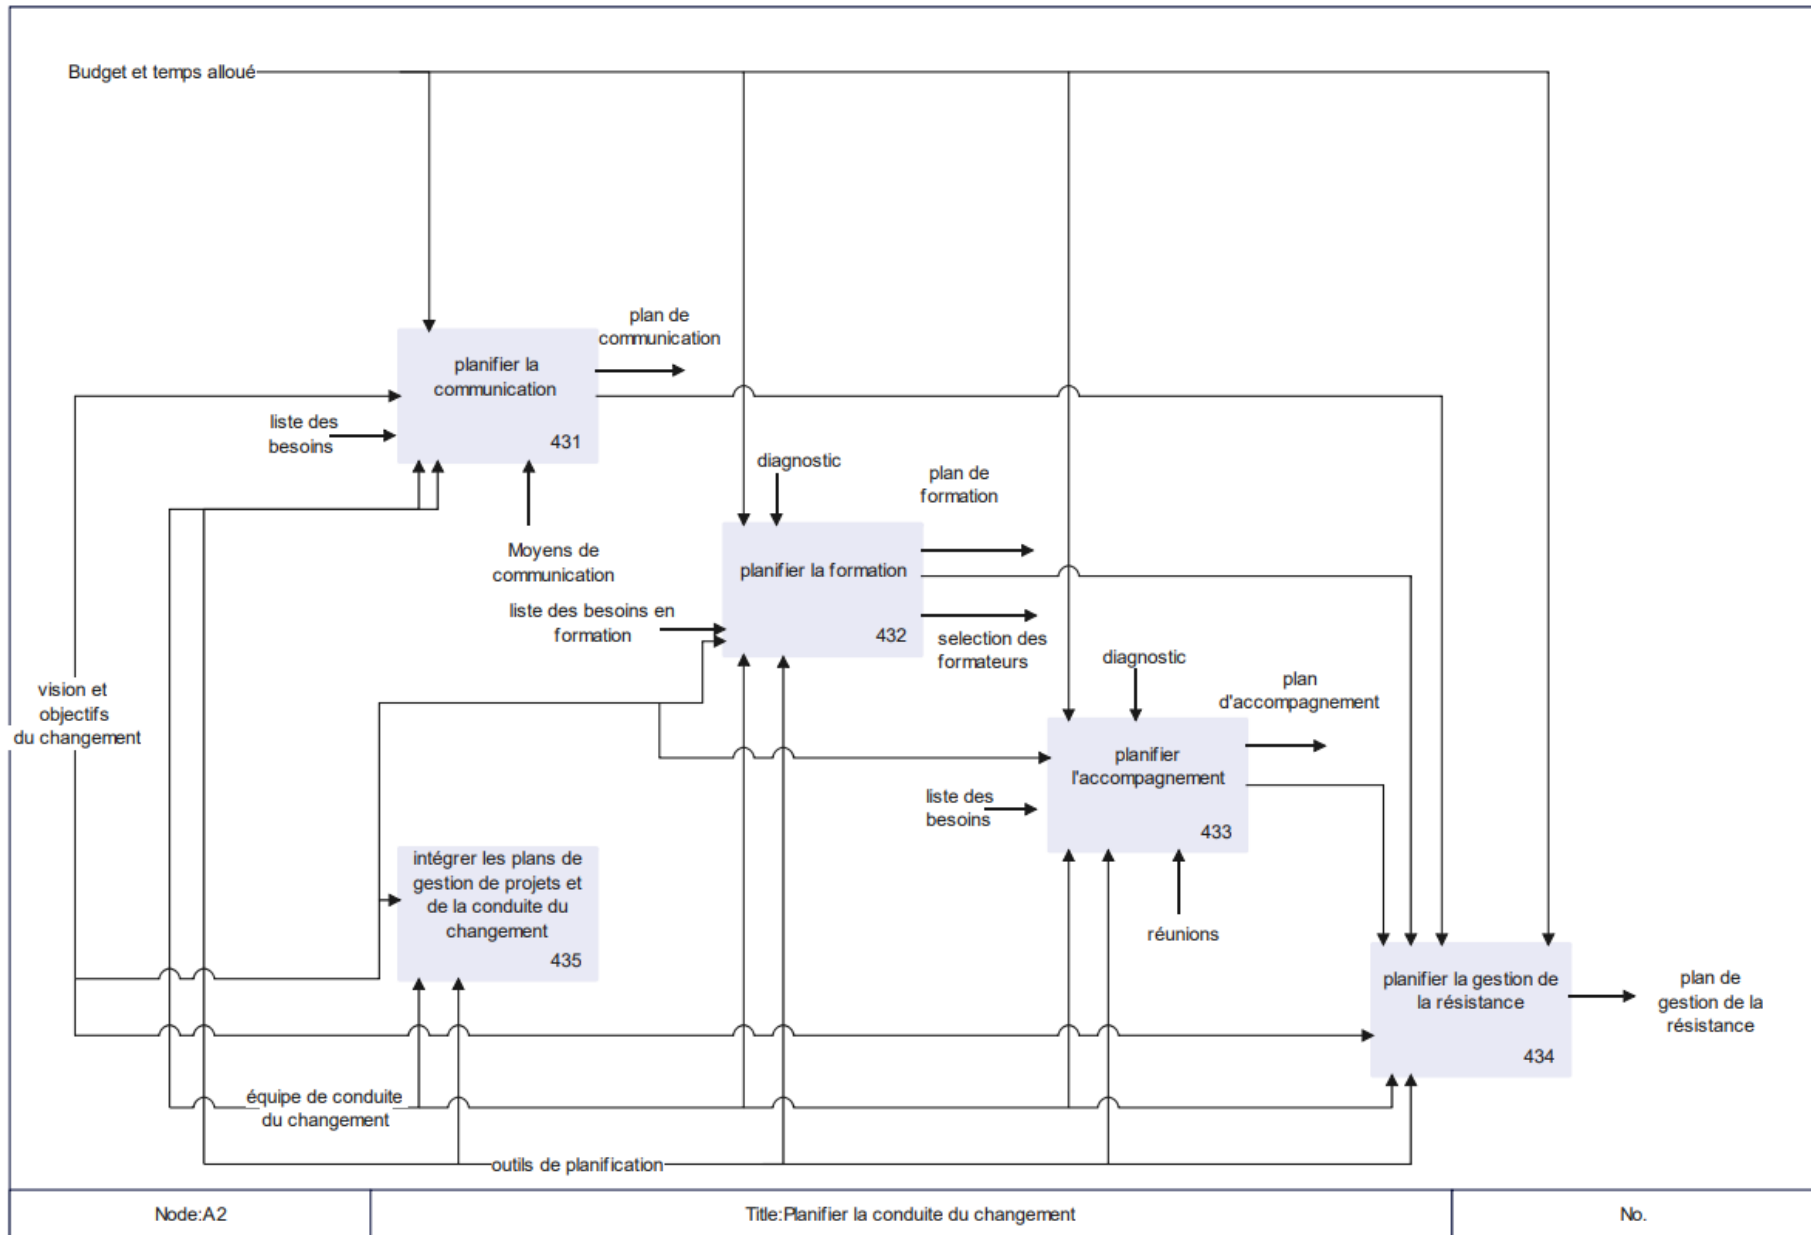 Budget et temps alloué
plan de
communication
planifier la
communication
431
liste des
besoins
Moyens de
communication
diagnostic
plan de
formation
planifier la formation
432
liste des besoins en
formation
selection des
formateurs
diagnostic
plan
d'accompagnement
planifier
l'accompagnement
433
liste des
besoins
réunions
vision et
objectifs
du changement
intégrer les plans de
gestion de projets et
de la conduite du
changement
435
planifier la gestion de
la résistance
434
plan de
gestion de la
résistance
équipe de conduite
du changement
outils de planification
Node:A2
Title:Planifier la conduite du changement
No.